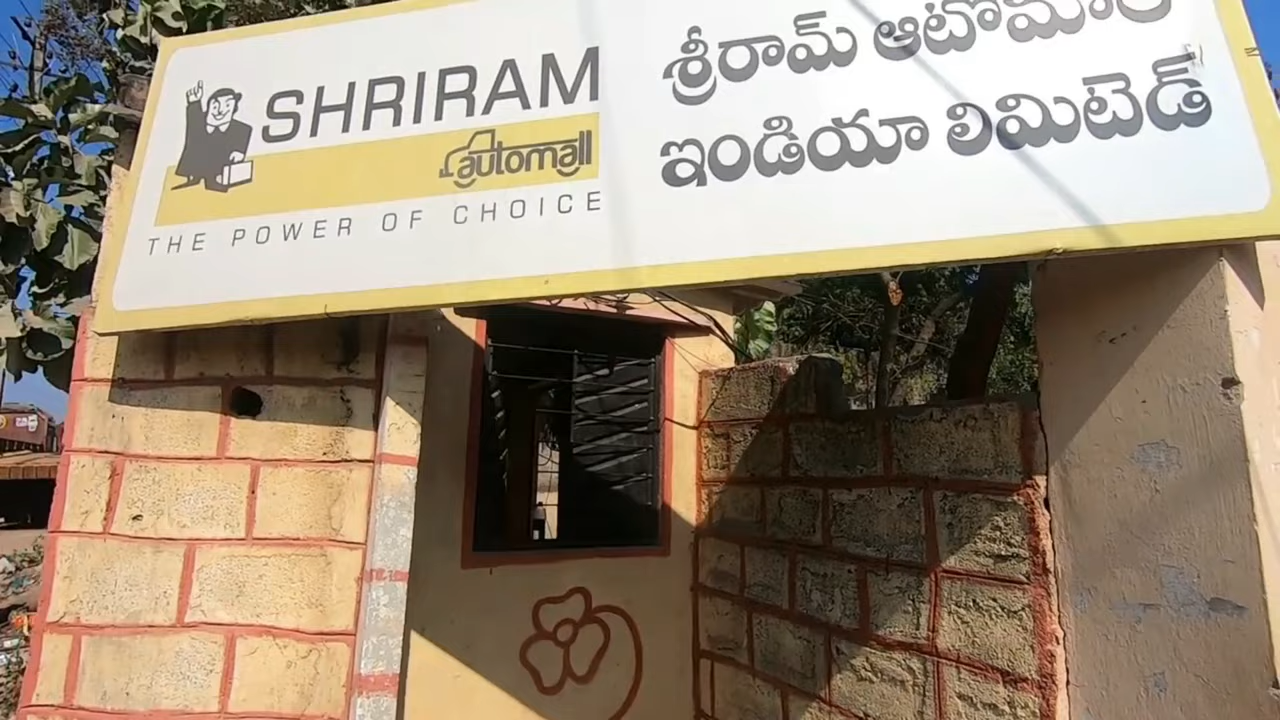 SHRIRAM
automall
THE POWER OF CHOICE
శ్రీరామ్ ఆటోమాల్
ఇండియా లిమిటెడ్